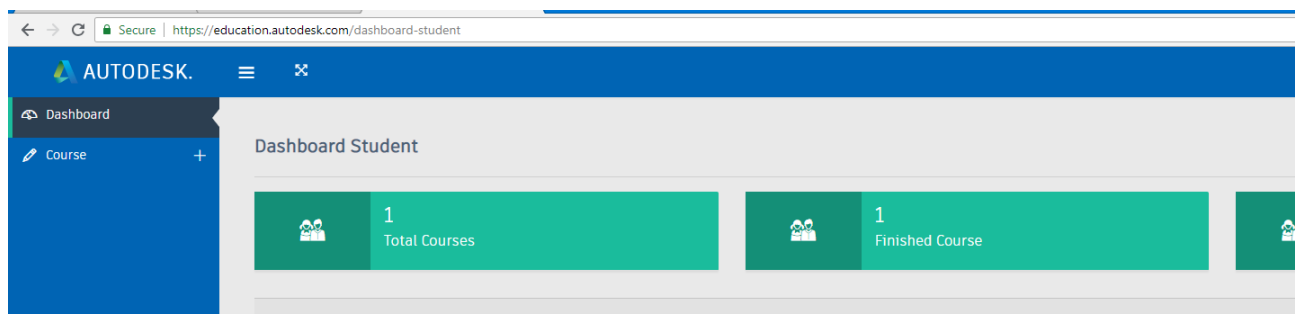 Secure | https://education.autodesk.com/dashboard-student
AUTODESK.
Dashboard
Course
Dashboard Student
1
Total Courses
1
Finished Course